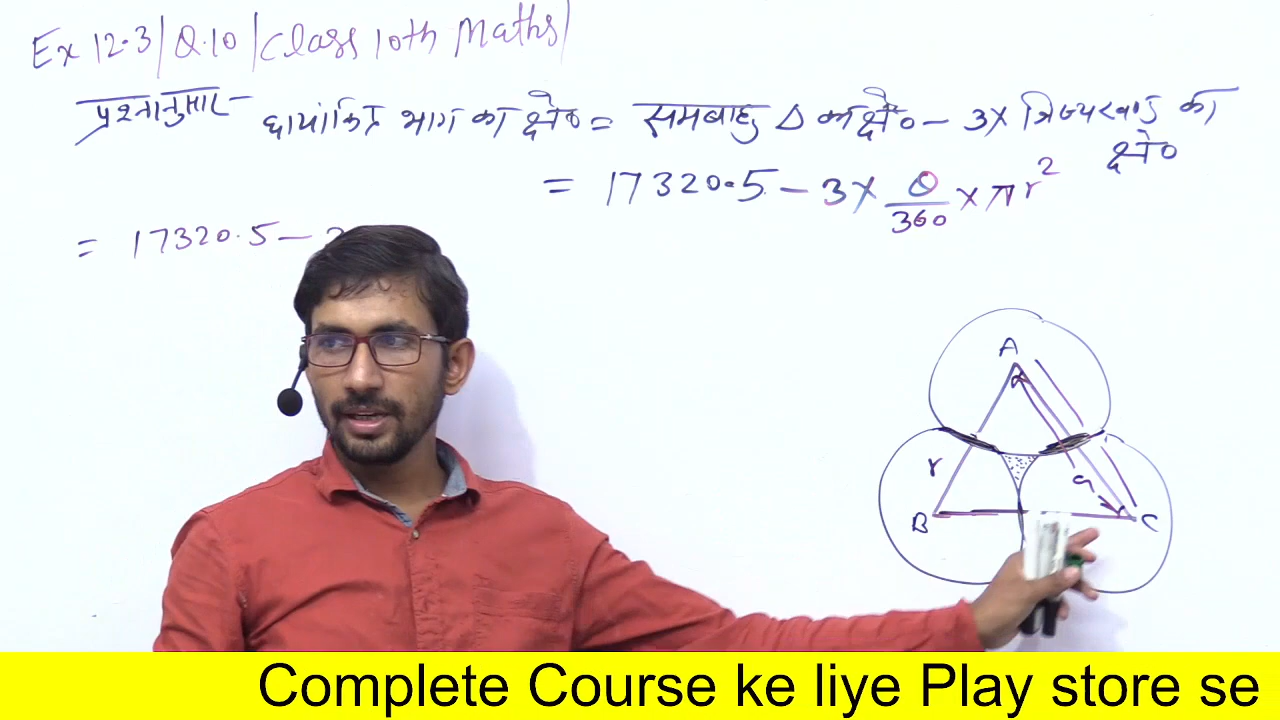 Ex 12.3 | Q.10 | Class 10th Maths |
प्रश्नानुसार - छायांकित भाग का क्षे० = समबाहु Δ का क्षे० - 3× त्रिज्यखण्ड का क्षे०
= 17320.5 - 3 × θ/360 × πr²
= 17320.5 -
A
r
a
B
C
Complete Course ke liye Play store se